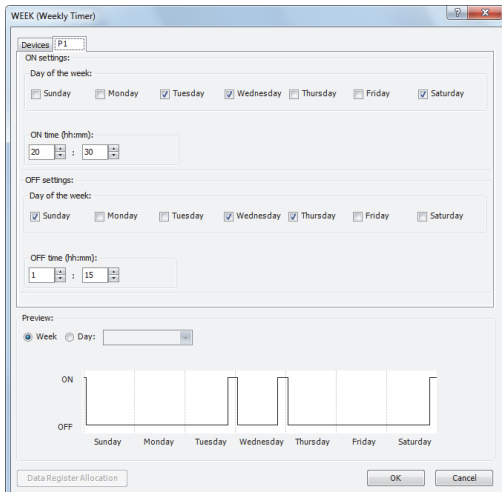 WEEK (Weekly Timer)
Devices P1
ON settings:
Day of the week:
Sunday Monday Tuesday Wednesday Thursday Friday Saturday
ON time (hh:mm):
20 : 30
OFF settings:
Day of the week:
Sunday Monday Tuesday Wednesday Thursday Friday Saturday
OFF time (hh:mm):
1 : 15
Preview:
Week Day:
ON
OFF
Sunday Monday Tuesday Wednesday Thursday Friday Saturday
Data Register Allocation OK Cancel